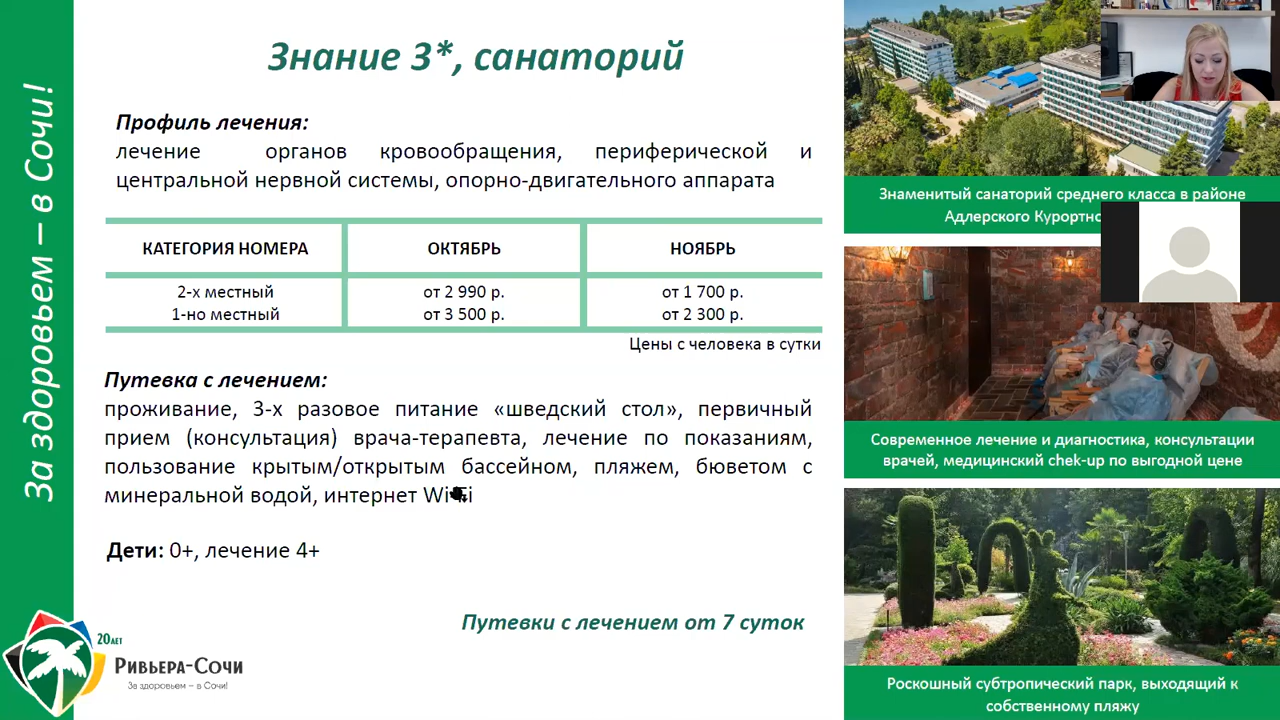 За здоровьем – в Сочи!
Знание 3*, санаторий
Профиль лечения:
лечение органов кровообращения, периферической и
центральной нервной системы, опорно-двигательного аппарата
КАТЕГОРИЯ НОМЕРА ОКТЯБРЬ НОЯБРЬ
2-х местный от 2 990 р. от 1 700 р.
1-но местный от 3 500 р. от 2 300 р.
Цены с человека в сутки
Путевка с лечением:
проживание, 3-х разовое питание «шведский стол», первичный
прием (консультация) врача-терапевта, лечение по показаниям,
пользование крытым/открытым бассейном, пляжем, бюветом с
минеральной водой, интернет
Дети: 0+, лечение 4+
Путевки с лечением от 7 суток
20 ЛЕТ
РИВЬЕРА-СОЧИ
За здоровьем – в Сочи!
Знаменитый санаторий среднего класса в районе
Адлерского
Современное лечение и диагностика, консультации
врачей, медицинский chek-up по выгодной цене
Роскошный субтропический парк, выходящий к
собственному пляжу